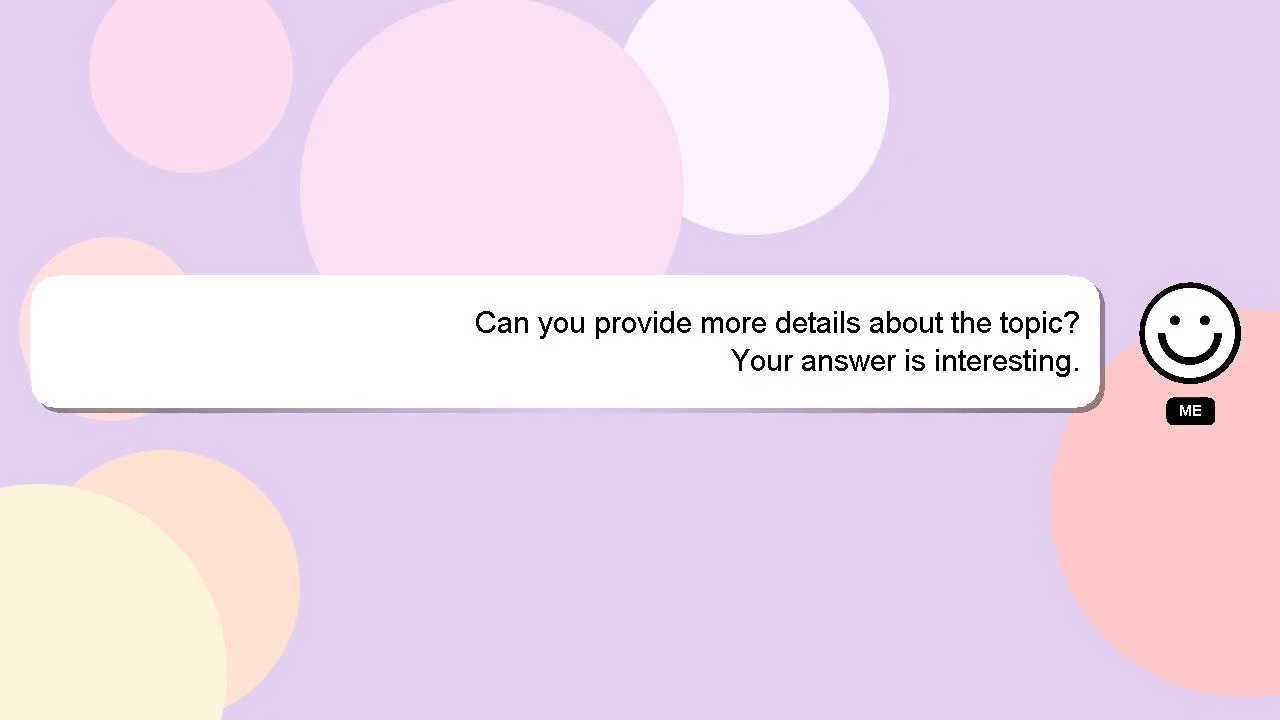 Can you provide more details about the topic?
Your answer is interesting.
ME